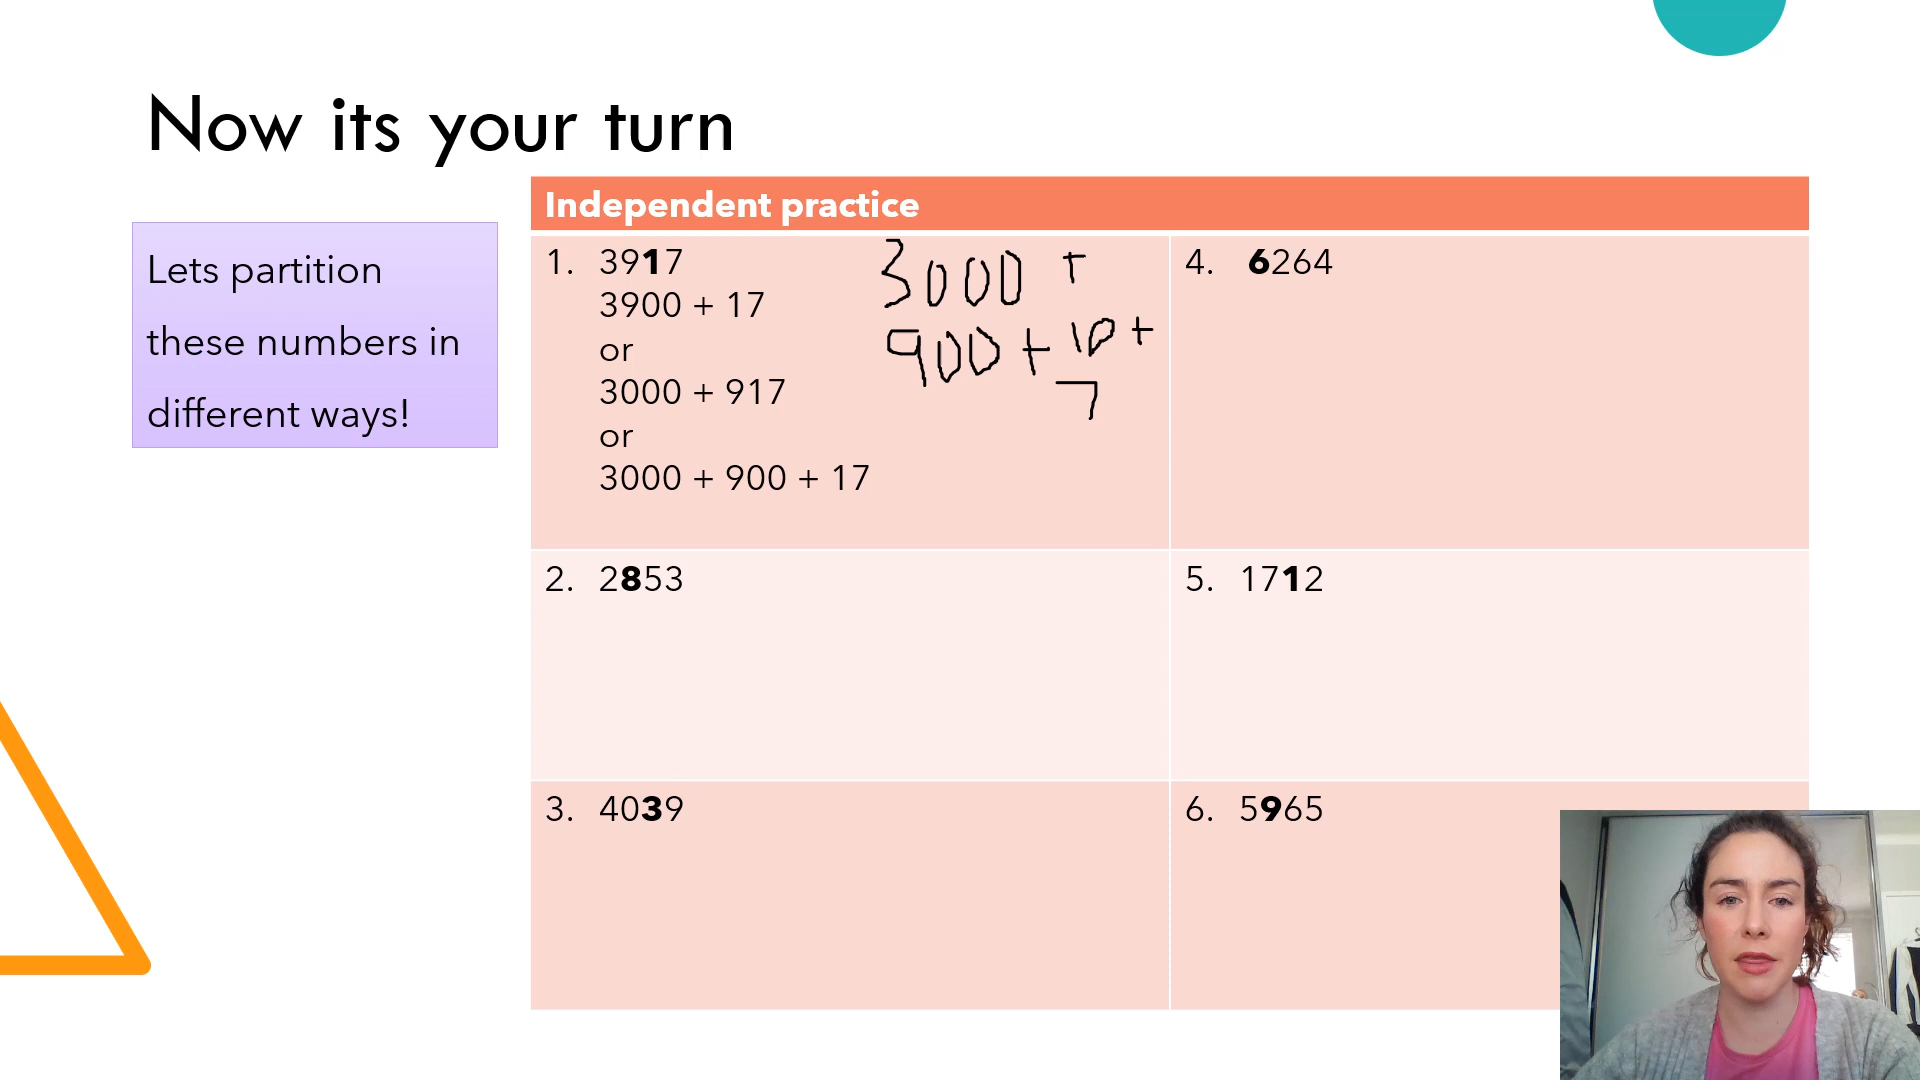 Now its your turn
Lets partition
these numbers in
different ways!
Independent practice
1. 3917
3900 + 17
or
3000 + 917
or
3000 + 900 + 17
3000 +
900 + 10 +
7
4. 6264
2. 2853
5. 1712
3. 4039
6. 5965